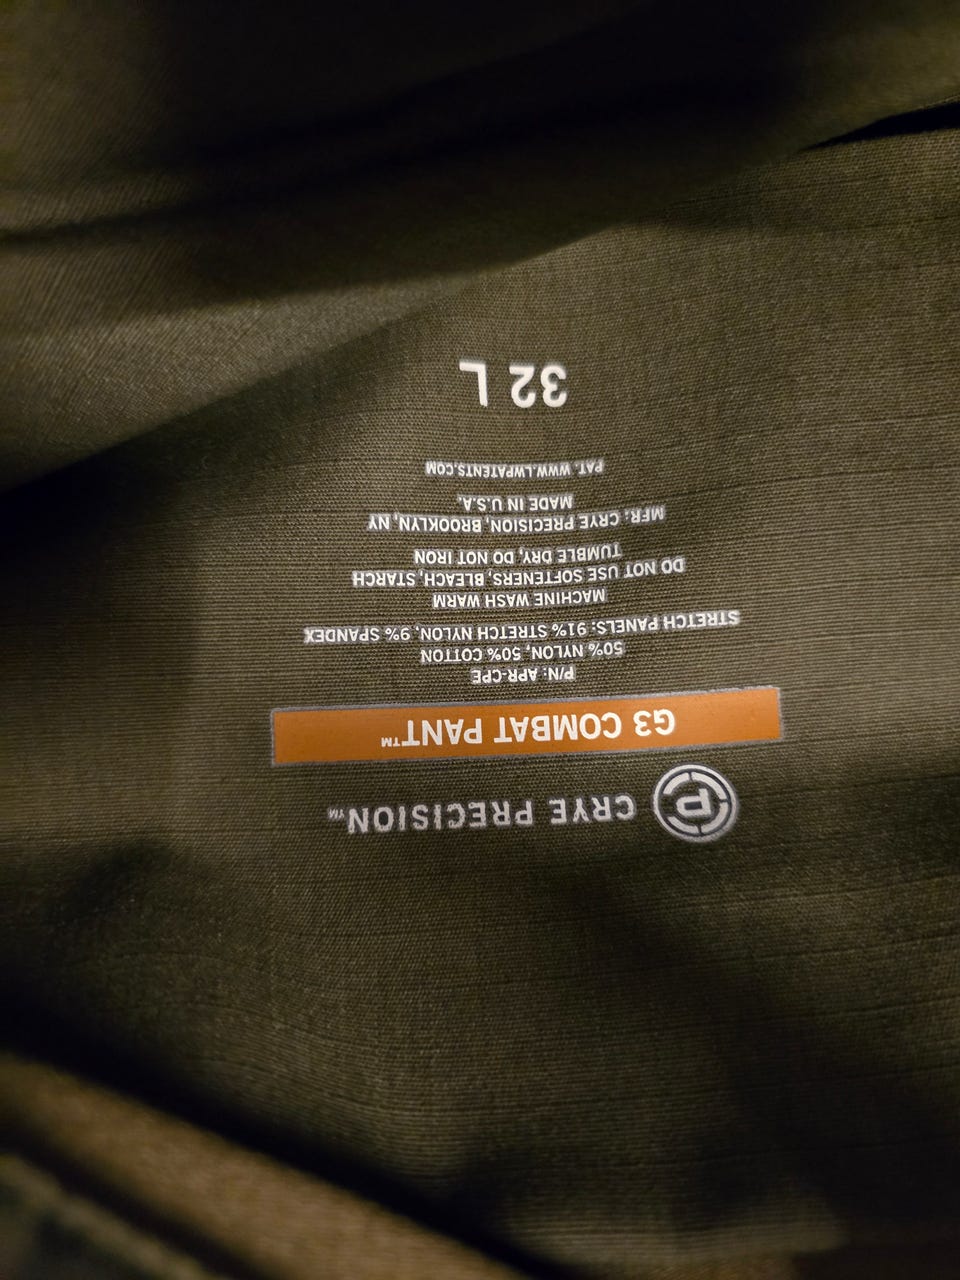 CRYE PRECISION™
G3 COMBAT PANT™
P/N: APR-CPE
50% NYLON, 50% COTTON
STRETCH PANELS: 91% STRETCH NYLON, 9% SPANDEX
MACHINE WASH WARM
DO NOT USE SOFTENERS, BLEACH, STARCH,
TUMBLE DRY, DO NOT IRON
MFR: CRYE PRECISION, BROOKLYN, NY
MADE IN U.S.A.
PAT. WWW.LWPATENTS.COM
32 L